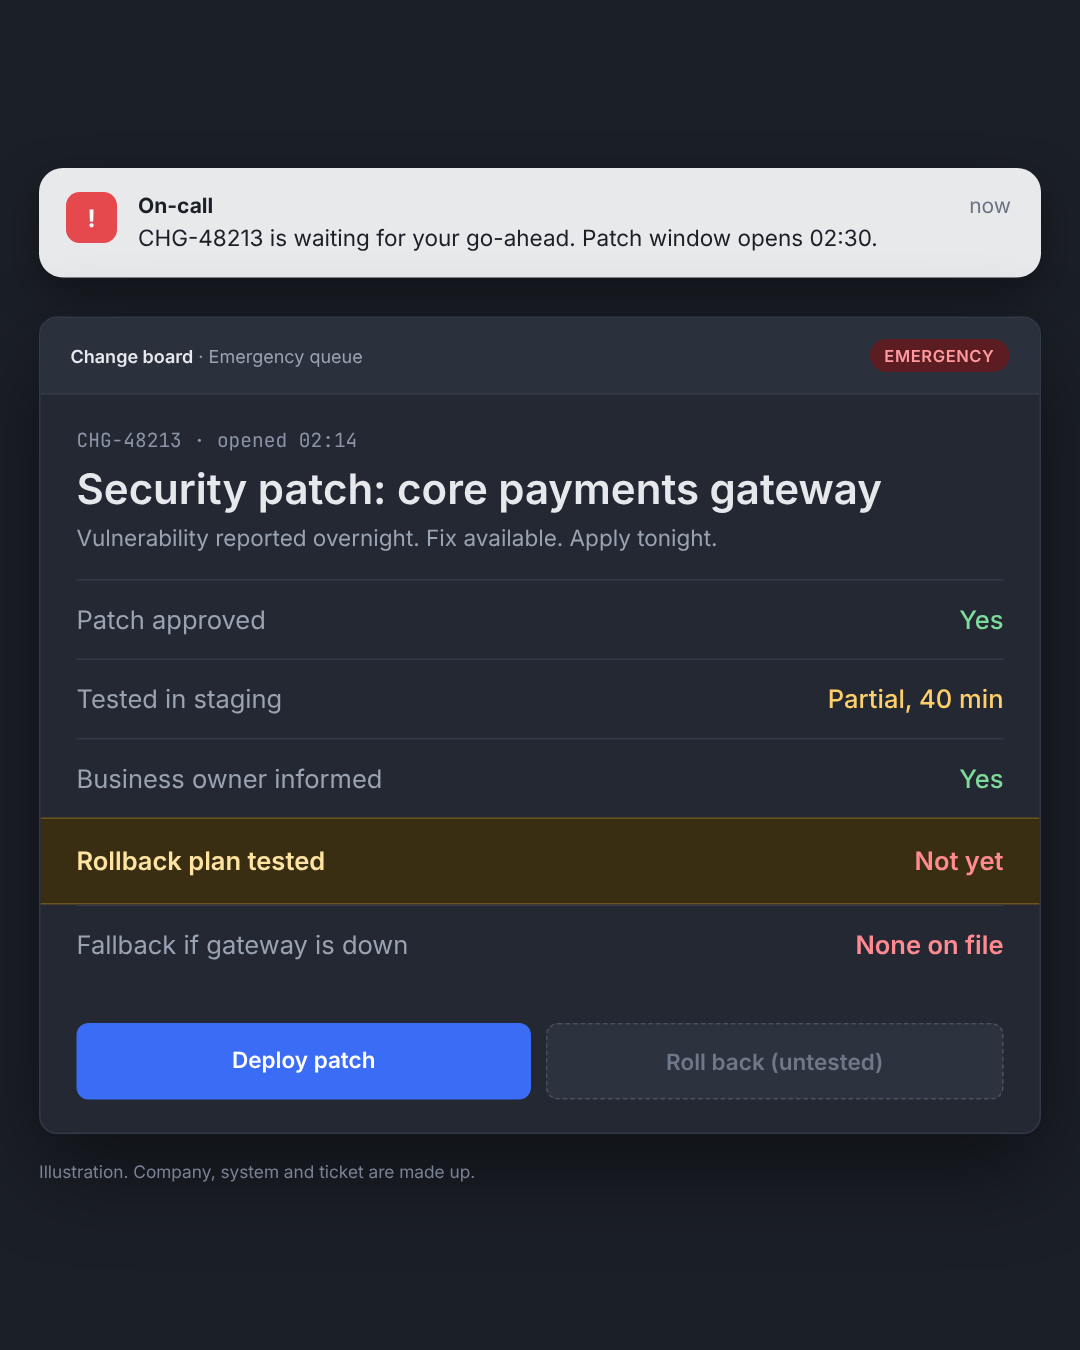 !
On-call
now
CHG-48213 is waiting for your go-ahead. Patch window opens 02:30.
Change board · Emergency queue
EMERGENCY
CHG-48213 · opened 02:14
Security patch: core payments gateway
Vulnerability reported overnight. Fix available. Apply tonight.
Patch approved Yes
Tested in staging Partial, 40 min
Business owner informed Yes
Rollback plan tested Not yet
Fallback if gateway is down None on file
Deploy patch
Roll back (untested)
Illustration. Company, system and ticket are made up.